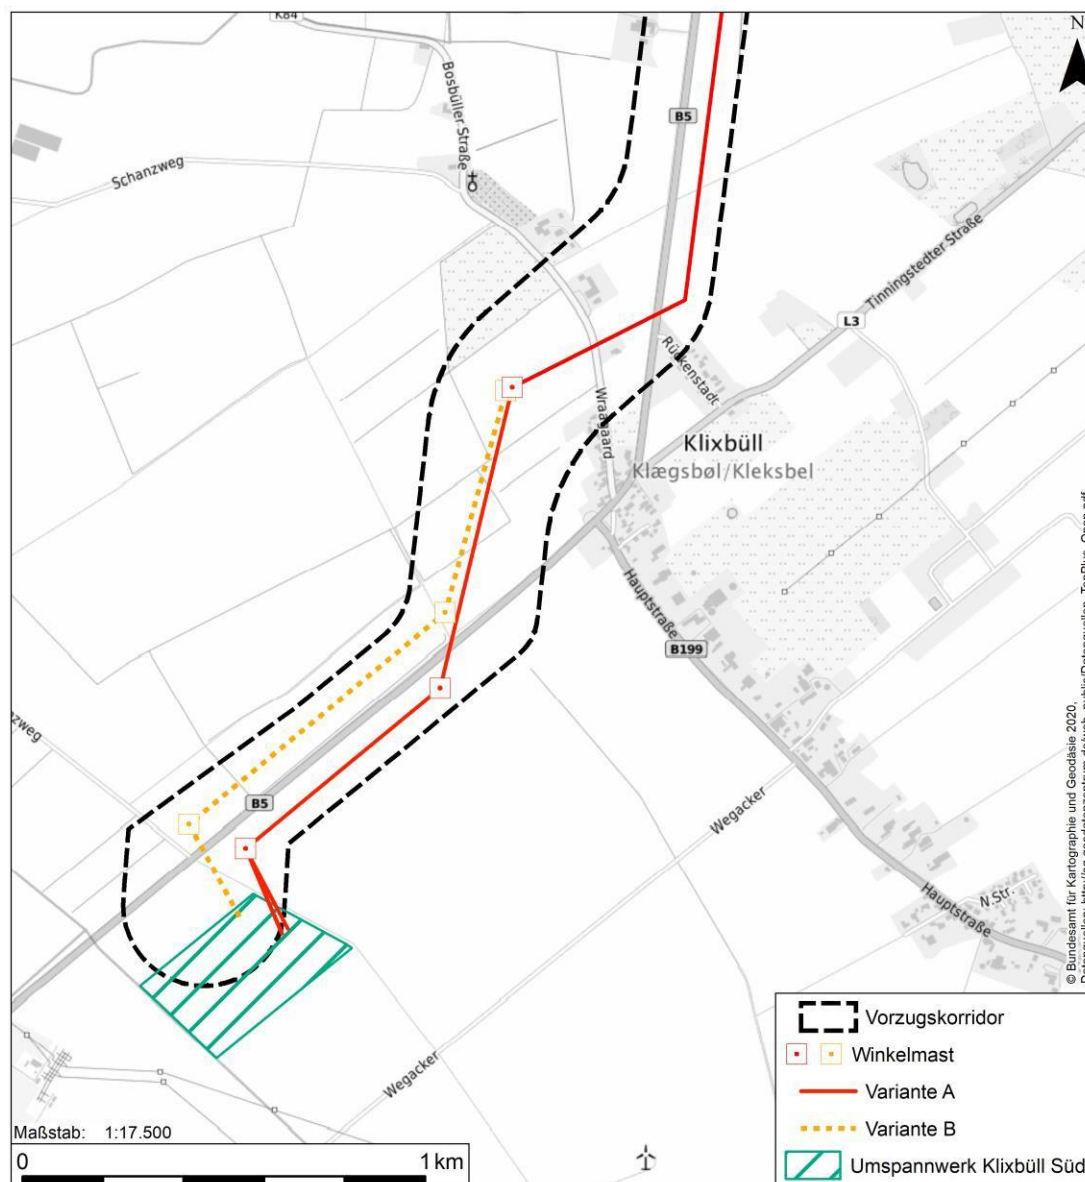 K84
N
Bosbüller Straße
B5
Schanzweg
Tinningstedter Straße
L3
Rückenstadt
Wraagaard
Klixbüll
Klægsbøl/Kleksbel
Hauptstraße
B199
zweg
B5
Wegacker
Hauptstraße
N.Str.
Wegacker
© Bundesamt für Kartographie und Geodäsie 2020,
Vorzugskorridor
Winkelmast
Variante A
Variante B
Umspannwerk Klixbüll Süd
Maßstab: 1:17.500
0 1 km